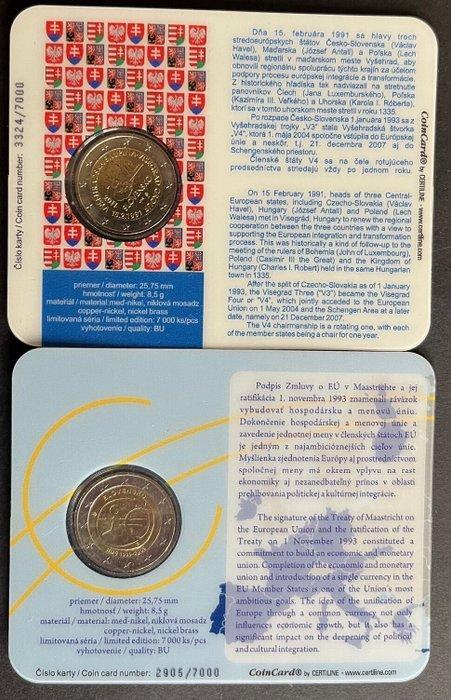 Číslo karty / Coin card number: 3324/7000
priemer / diameter: 25,75 mm
hmotnosť / weight: 8,5 g
materiál / material: meď-nikel, niklová mosadz
copper-nickel, nickel brass
limitovaná séria / limited edition: 7 000 ks/pcs
vyhotovenie / quality: BU
Dňa 15. februára 1991 sa hlavy troch
stredoeurópskych štátov Česko-Slovenska (Václav
Havel), Maďarska (József Antall) a Poľska (Lech
Walesa) stretli v maďarskom meste Vyšehrad, aby
obnovili regionálnu spoluprácu týchto krajín za účelom
podpory procesu európskej integrácie a transformácie.
Z historického hľadiska tak nadviazali na stretnutie
panovníkov Čiech (Jana Luxemburského), Poľska
(Kazimíra III. Veľkého) a Uhorska (Karola I. Róberta),
ktorí sa v tomto uhorskom meste stretli v roku 1335.
Po rozpade Česko-Slovenska 1.januára 1993 sa z
Vyšehradskej trojky „V3" stala Vyšehradská štvorka
„V4", ktorá 1. mája 2004 spoločne vstúpila do Európskej
únie a neskôr, t.j. 21. decembra 2007 aj do
Schengenského priestoru.
Členské štáty V4 sa na čele rotujúceho
predsedníctva striedajú vždy po jednom roku.
On 15 February 1991, heads of three Central-
European states, of Czecho-Slovakia (Václav
Havel), Hungary (József Antall) and Poland (Lech
Walesa) met in Visegrád, Hungary to renew the regional
cooperation between the three countries with a view to
supporting the European integration and transformation
process. This was historically a kind of follow-up to the
meeting of the rulers of Bohemia (John of Luxembourg),
Poland (Casimir III the Great) and the Kingdom of
Hungary (Charles I. Robert) held in the same Hungarian
town in 1335.
After the split of Czecho-Slovakia as of 1 January
1993, the Visegrad Three ("V3") became the Visegrad
Four or "V4", which jointly acceded to the European
Union on 1 May 2004 and the Schengen Area at a later
date, namely on 21 December 2007.
The V4 chairmanship is a rotating one, with each of
the member states being a chair for one year.
CoinCard® by CERTILINE - www.certiline.com
SLOVENSKO
priemer / diameter: 25,75 mm
hmotnosť / weight: 8,5 g
materiál / material: meď-nikel, niklová mosadz
copper-nickel, nickel brass
limitovaná séria / limited edition: 7 000 ks/pcs
vyhotovenie / quality: BU
Číslo karty / Coin card number: 2905/7000
Podpis Zmluvy o EÚ v Maastrichte a jej
ratifikácia 1. novembra 1993 znamenali záväzok
vybudovať hospodársku a menovú úniu.
Dokončenie hospodárskej a menovej únie a
zavedenie jednotnej meny v členských štátoch EÚ
je jedným z najambicióznejších cieľov únie.
Myšlienka zjednotenia Európy aj prostredníctvom
spoločnej meny má okrem vplyvu na rast
ekonomiky aj nezanedbateľný prínos v oblasti
prehlbovania politickej a kultúrnej integrácie.
The signature of the Treaty of Maastricht on
the European Union and the ratification of the
Treaty on 1 November 1993 constituted a
commitment to build an economic and monetary
union. Completion of the economic and monetary
union and introduction of a single currency in the
EU Member States is one of the Union's most
ambitious goals. The idea of the unification of
Europe through a common currency not only
influences economic growth, but it also has a
significant impact on the deepening of political
and cultural integration.
CoinCard® by CERTILINE - www.certiline.com